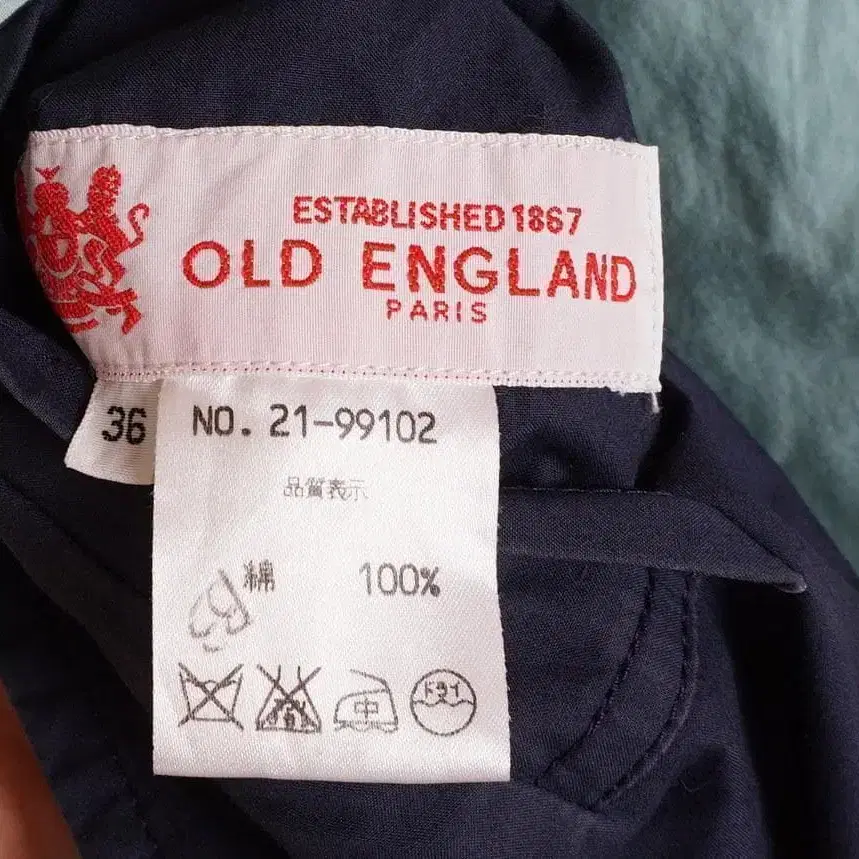 ESTABLISHED 1867
OLD ENGLAND
PARIS
36
NO. 21-99102
品質表示
綿 100%
中
ドライ